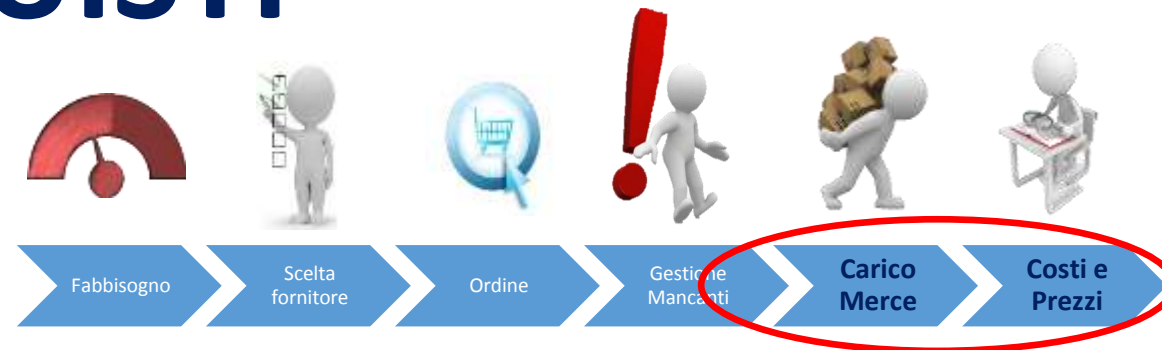 Fabbisogno
Scelta
fornitore
Ordine
Gestione
Mancanti
Carico
Merce
Costi e
Prezzi